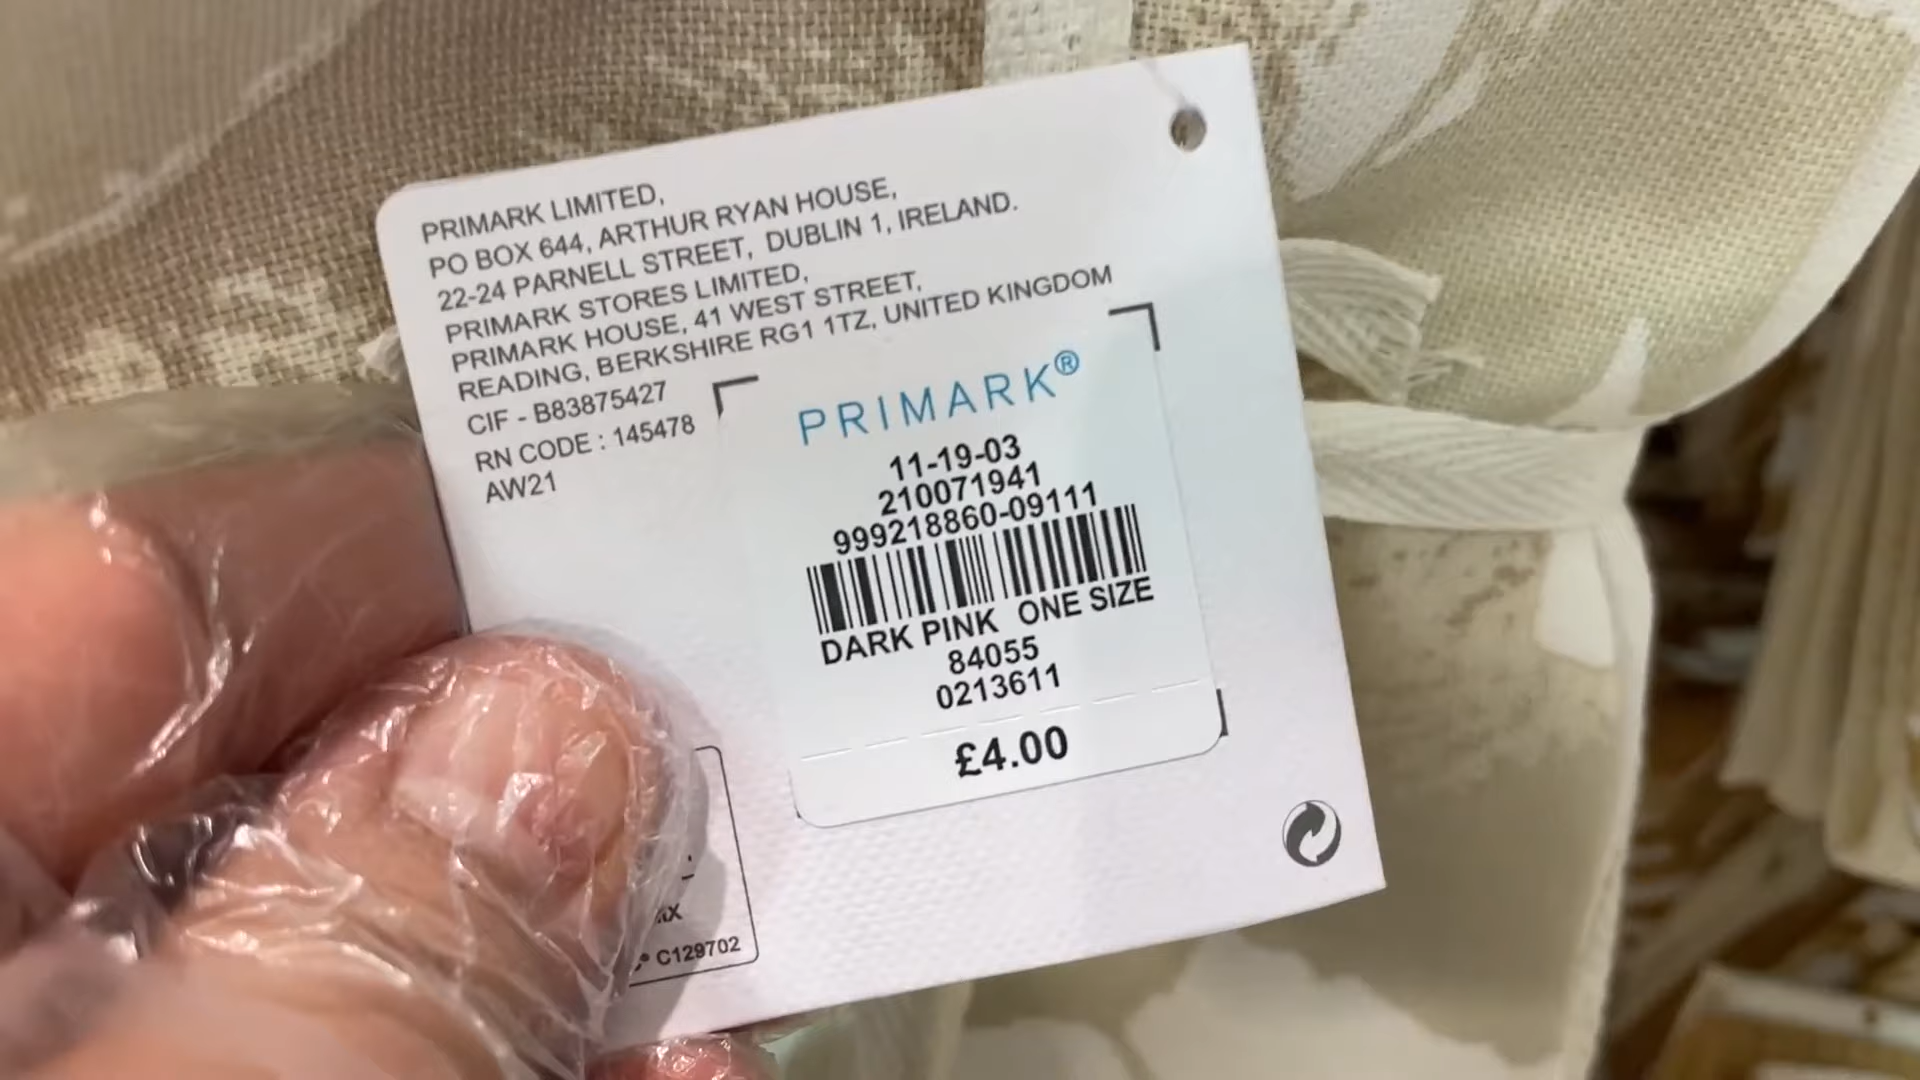 PRIMARK LIMITED,
PO BOX 644, ARTHUR RYAN HOUSE,
22-24 PARNELL STREET, DUBLIN 1, IRELAND.
PRIMARK STORES LIMITED,
PRIMARK HOUSE, 41 WEST STREET,
READING, BERKSHIRE RG1 1TZ, UNITED KINGDOM
CIF - B83875427
RN CODE : 145478
AW21
PRIMARK®
11-19-03
210071941
999218860-09111
DARK PINK ONE SIZE
84055
0213611
£4.00
C129702